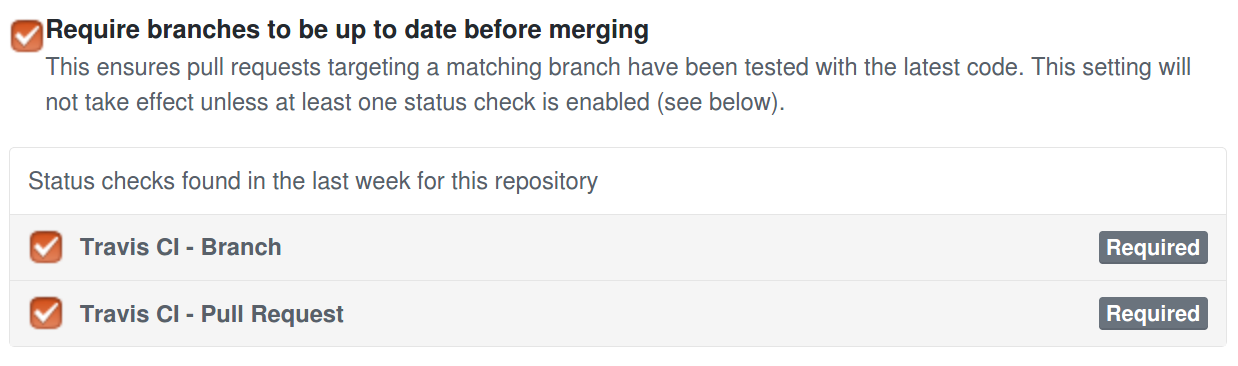 Require branches to be up to date before merging
This ensures pull requests targeting a matching branch have been tested with the latest code. This setting will
not take effect unless at least one status check is enabled (see below).
Status checks found in the last week for this repository
Travis CI - Branch Required
Travis CI - Pull Request Required